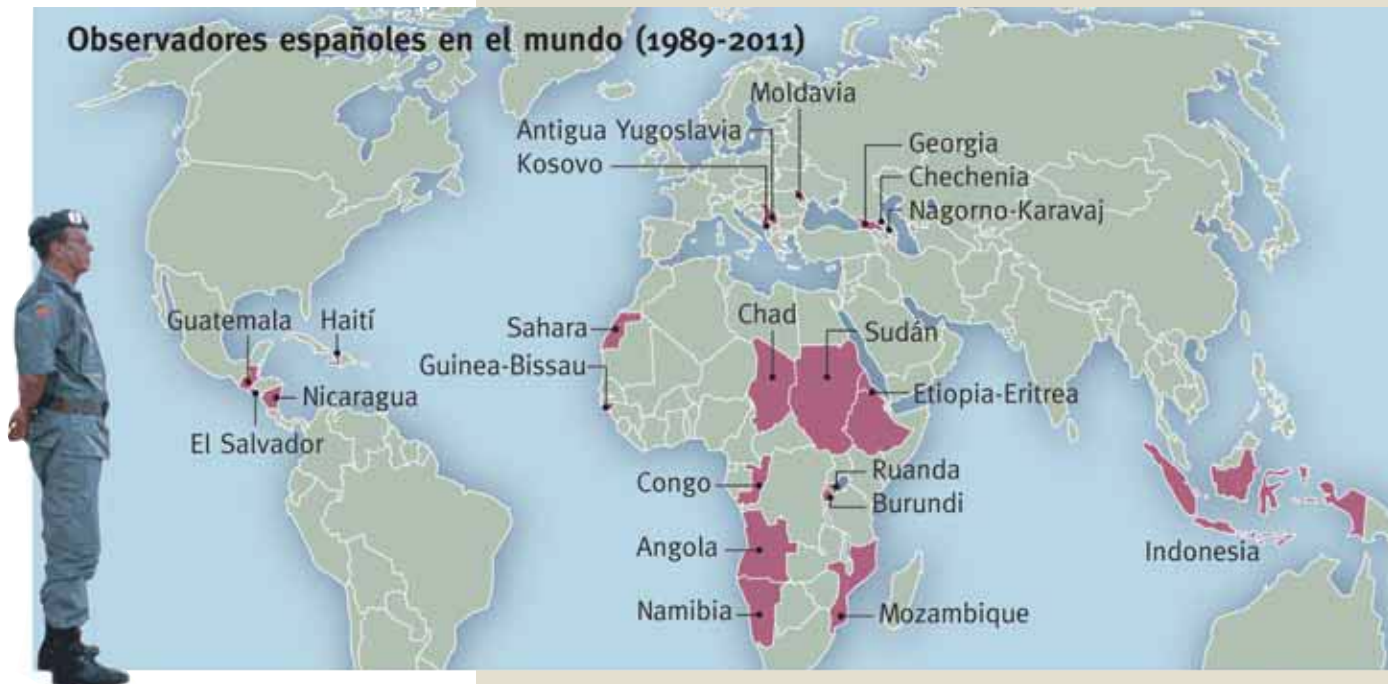 Observadores españoles en el mundo (1989-2011)
Moldavia
Antigua Yugoslavia
Kosovo
Georgia
Chechenia
Nagorno-Karavaj
Guatemala
Haití
Nicaragua
El Salvador
Sahara
Guinea-Bissau
Chad
Sudán
Etiopia-Eritrea
Congo
Ruanda
Burundi
Angola
Namibia
Mozambique
Indonesia